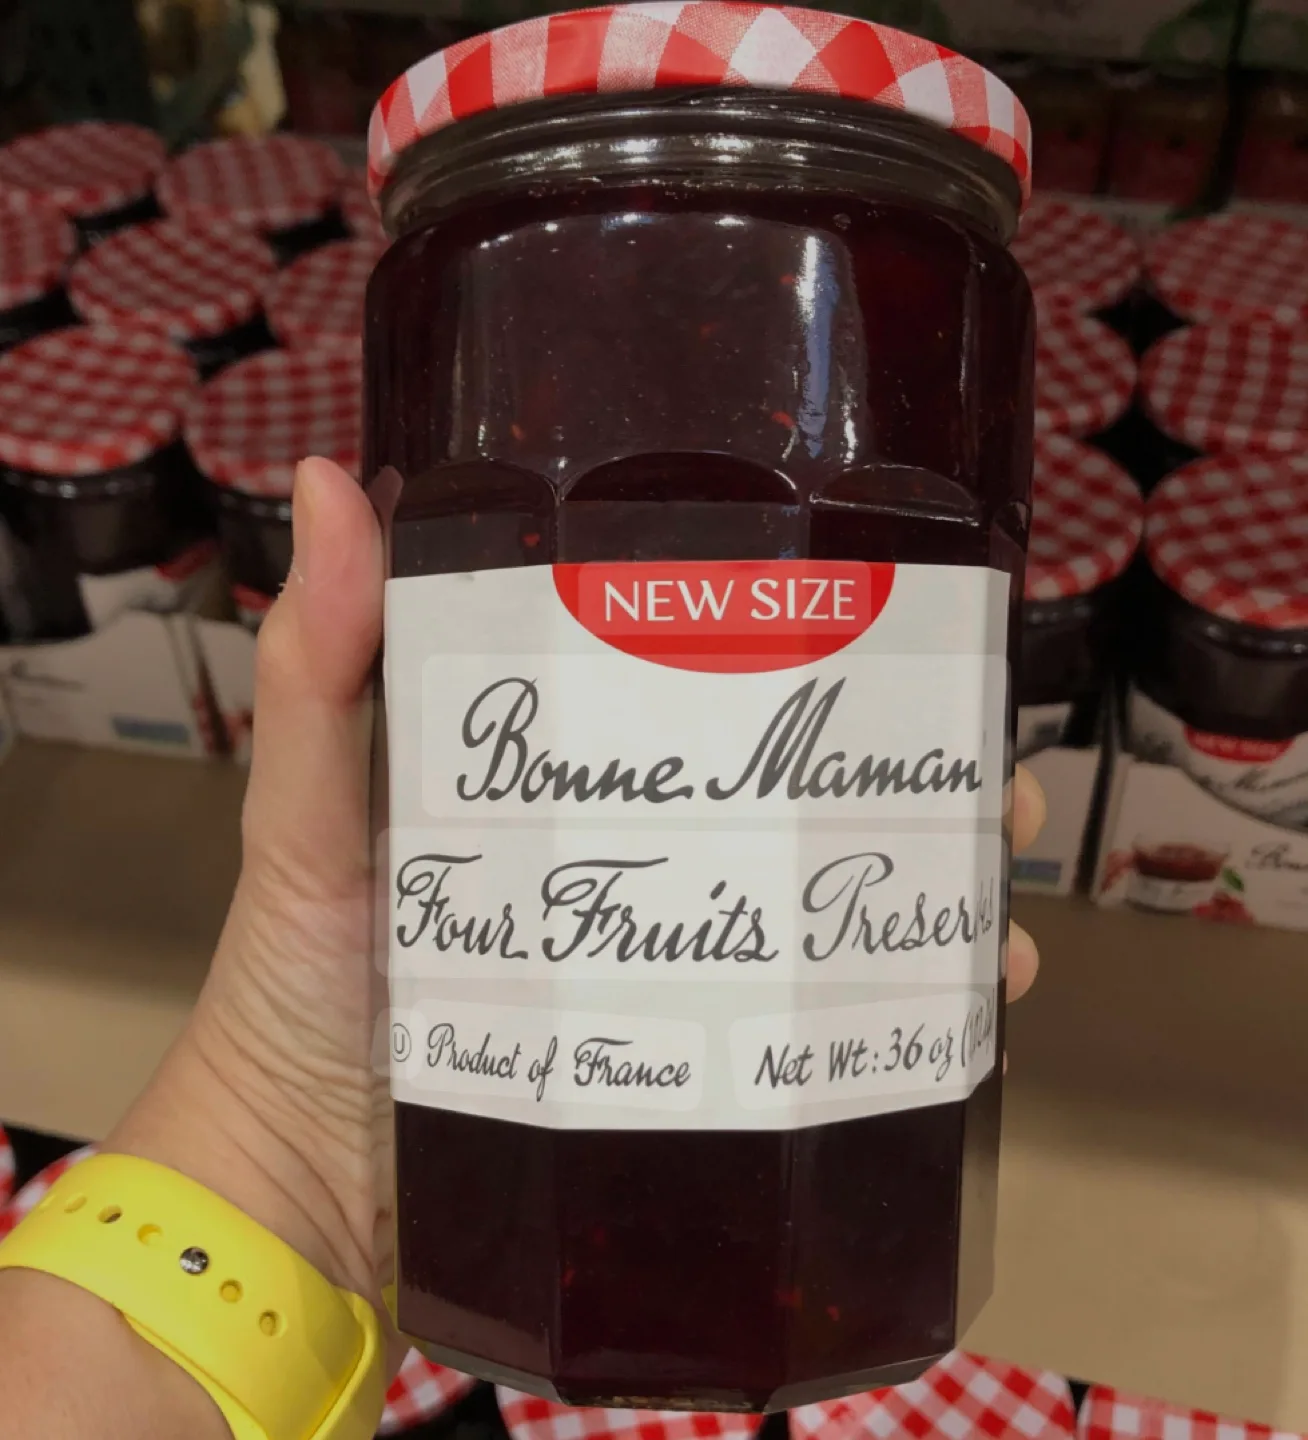 NEW SIZE
Bonne Maman
Four Fruits Preserves
U Product of France
Net Wt: 36 oz